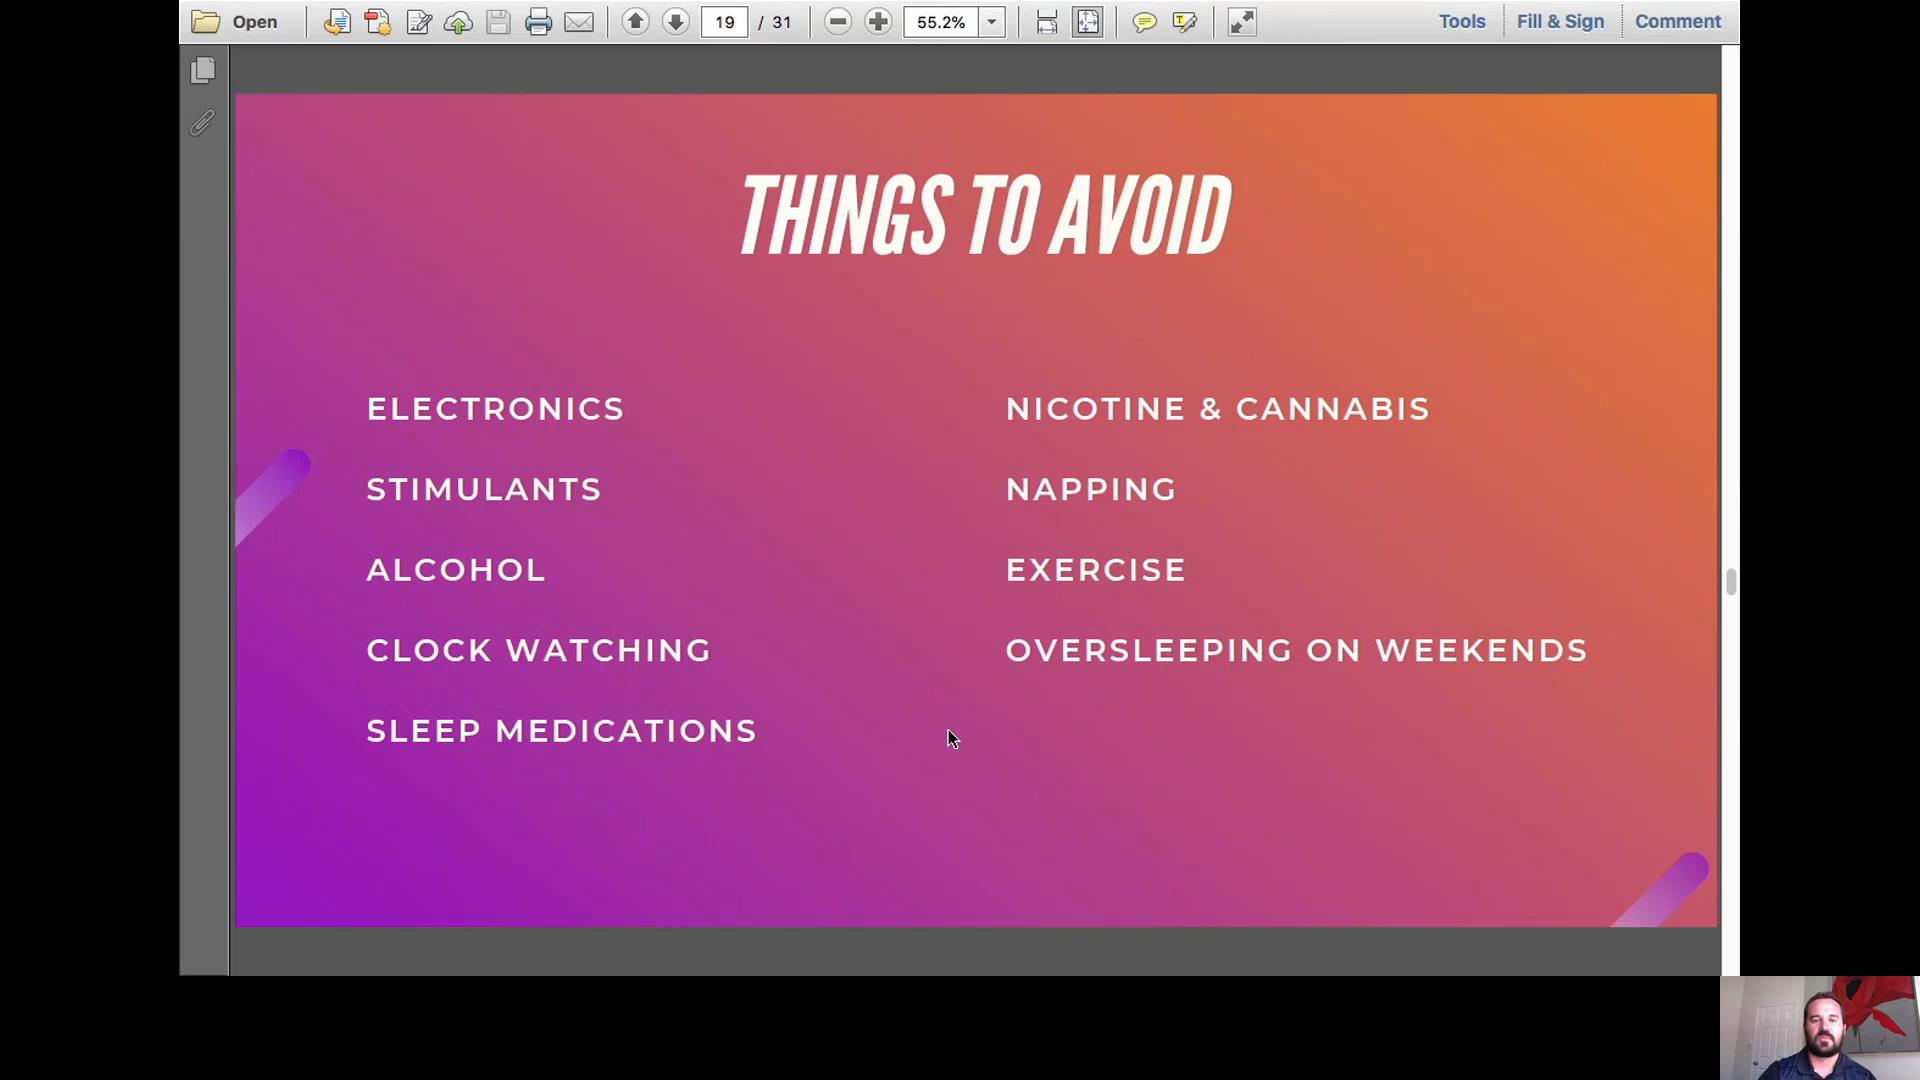 Open
19 / 31
55.2%
Tools
Fill & Sign
Comment
THINGS TO AVOID
ELECTRONICS
STIMULANTS
ALCOHOL
CLOCK WATCHING
SLEEP MEDICATIONS
NICOTINE & CANNABIS
NAPPING
EXERCISE
OVERSLEEPING ON WEEKENDS